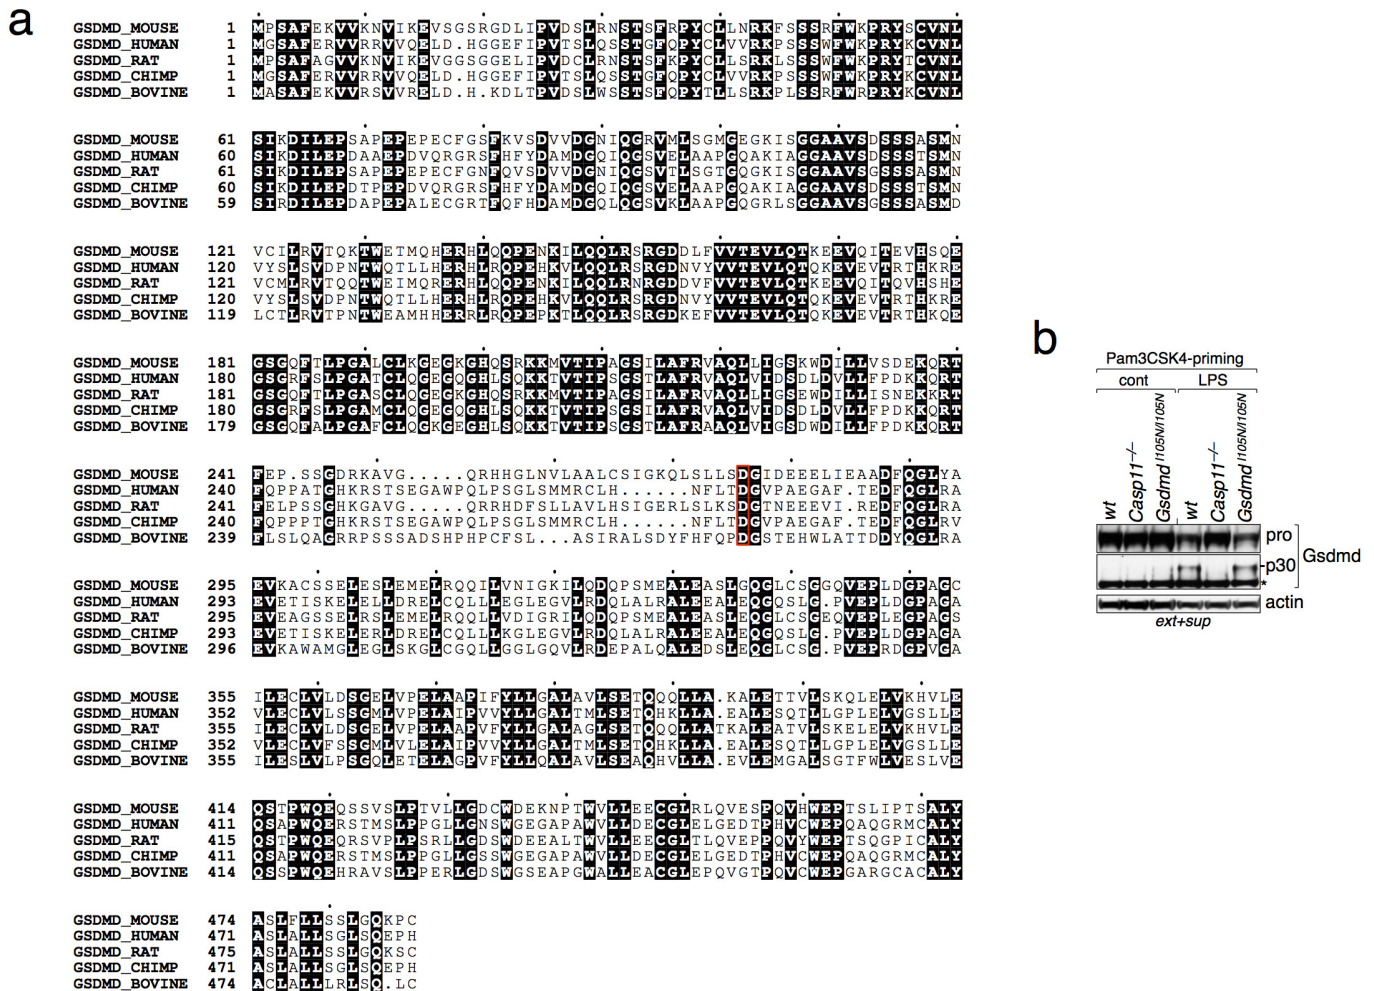 a
GSDMD_MOUSE 1 MPSAFEKVVKNVIKEVSGSRGDLIPVDSLRNSTSFRPYCLLNRKFSSSRFWKPRYSCVNL
GSDMD_HUMAN 1 MGSAFERVVRRVVQELD.HGGEFIPVTSLQSSTGFQPYCLVVRKPSSSWFWKPRYKCVNL
GSDMD_RAT 1 MPSAFAGVVKNVIKEVGGSGGELIPVDSLRNSTSFKPYCLLSRKLSSSWFWKPRYTCVNL
GSDMD_CHIMP 1 MGSAFERVVRRVVQELD.HGGEFIPVTSLQSSTSFQPYCLVVRKPSSSWFWKPRYKCVNL
GSDMD_BOVINE 1 MASAFEKVVRSVVRELD.H.KDLTPVDSLWSSTSFQPYTLLSRKPLSSRFWRPRYKCVNL
GSDMD_MOUSE 61 SIKDILEPSAPEPEPECFGSFKVSDVVDGNIQGRVMLSGMGEGKISGGAAVSDSSSASMN
GSDMD_HUMAN 60 SIKDILEPDAAEPDVQRGRSFHFYDAMDGQIQGSVELAAPGQAKIAGGAAVSDSSSTSMN
GSDMD_RAT 61 SIKDILEPSAPEPEPECFGNFQVSDVVDGNIQGSVTLSGTGQGKISGGAAVSDSSSTASMN
GSDMD_CHIMP 60 SIKDILEPDTPEPDVQRGRSFHFYDAMDGQIQGSVELAAPGQAKIAGGAAVSGSSSTSMN
GSDMD_BOVINE 59 SIRDILEPDAPEPALECGRTFQFHDAMDGQLQGSVKLAAPGQGRLSGGAAVSGSSSASMD
GSDMD_MOUSE 121 VCILRVTQKTWETMQHERHLQQPENKILQQLRSRGDDLFVVTEVLQTKEEVQITEVHSQE
GSDMD_HUMAN 120 VYSLSVDPNTWQTLLHERHLRQPEHKVLQQLRSRGDNVYVVTEVLQTQKEVEVTRTHKRE
GSDMD_RAT 121 VCMLRVTQQTWEIMQRERHLQQPENKILQQLRNRGDDVFVVTEVLQTKEEVQITQVHSHE
GSDMD_CHIMP 120 VYSLSVDPNTWQTLLHERHLRQPEHKVLQQLRSRGDNVYVVTEVLQTQKEVEVTRTHKRE
GSDMD_BOVINE 119 LCTLRVTPNTWEAMHHERRLRQPEPKTLQQLRSRGDKEFVVTEVLQTQKEVEVTRTHKQE
GSDMD_MOUSE 181 GSGQFTLPGALCLKGEGKGHQSRKKMVTIPAGSILAFRVAQLLIGSKWDILLVSDEKQRT
GSDMD_HUMAN 180 GSGRFSLPGATCLQGEGQGHLSQKKTVTIPSGSTLAFRVAQLVIDSDLDVLLFPDKKQRT
GSDMD_RAT 181 GSGQFTLPGASCLQGEGKGHQSRKKMVTIPAGSILAFRVAQLLIGSEWDILLISNEKKRT
GSDMD_CHIMP 180 GSGRFSLPGAMCLQGEGQGHLSQKKTVTIPSGSILAFRVAQLVIDSDLDVLLFPDKKQRT
GSDMD_BOVINE 179 GSGQFALPGAFCLQGKGEGHLSQKKTVTIPSGSTLAFRAAQLVIGSDWDILLFPDKKQRT
GSDMD_MOUSE 241 FEP.SSGDRKAVG.....QRHHGLNVLAALCSIGKQLSLLSDGIDEEELIEAADFQGLYA
GSDMD_HUMAN 240 FQPPATGHKRSTSEGAWPQLPSGLSMMRCLH......NFLTDGVPAEGAF.TEDFQGLRA
GSDMD_RAT 241 FELPSSGHKGAVG.....QRRHDFSLLAVLHSIGERLSLKSDGTNEEEVI.REDFQGLYA
GSDMD_CHIMP 240 FQPPPTGHKRSTSEGAWPQLPSGLSMMRCLH......NFLTDGVPAEGAF.TEDFQGLRV
GSDMD_BOVINE 239 FLSLQAGRRPSSSADSWPHPHPCFSL...ASIRALSDYFHFQPDGSTEHWLATTDDYQGLRA
GSDMD_MOUSE 295 EVKACSSELESLEMELRQQILVNIGKILQDQPSMEALEASLGQGLCSGGQVEPLDGPAGC
GSDMD_HUMAN 293 EVETISKELELLDRELCQLLLEGLEGVLRDQLALRALEEALEQGQSLG.PVEPLDGPAGA
GSDMD_RAT 295 EVEAGSSELRSLEMELRQQLLVDIGRILQDQPSMEALEASLEQGLCSGEQVEPLEGPAGS
GSDMD_CHIMP 293 EVETISKELERLDRELCQLLLKGLEGVLRDQLALRALEEALEQGQSLG.PVEPLDGPAGA
GSDMD_BOVINE 296 EVKAWAMGLEGLSKGLCGQLLGGLGQVLRDEPALQALEDSLEQGLCSG.PVEPRDGPVGA
GSDMD_MOUSE 355 ILECLVLDSGELVPELAAPIFYLLGALAVLSETQQQLLA.KALETTVLSKQLELVKHVLE
GSDMD_HUMAN 352 VLECLVLSSGMLVPELAIPVVYLLGALTMLSETQHKLLA.EALESQTLLGPLELVGSLLE
GSDMD_RAT 355 ILECLVLDSGELVPELAAPVFYLLGALAGLSETQQQLLATKALEATVLSKELELVKHVLE
GSDMD_CHIMP 352 VLECLVFSSGMLVLELAIPVVYLLGALTMLSETQHKLLA.EALESQTLLGPLELVGSLLE
GSDMD_BOVINE 355 ILESLVLPSGQLETELAGPVFYLLQALAVLSEAQHVLLA.EVLEMGALSGTFWLVESLVE
GSDMD_MOUSE 414 QSTPWQEQSSVSLPTVLLGDCWDEKNPTWVLLEECGLRLQVESPQVHWEPTSLIPTSALY
GSDMD_HUMAN 411 QSAPWQERSTMSLPPGLLGNSWGEGAPAWVLLDECGLELGEDTPHVCWEPQAQGRMCALY
GSDMD_RAT 415 QSTPWQEQRSVPLPSRLLGDSWDEEALTWVLLEECGLTLQVEPPQVYWEPTSQGPICALY
GSDMD_CHIMP 411 QSAPWQERSTMSLPPGLLGSSWGEGAPAWVLLDECGLELGEDTPHVCWEPQAQGRMCALY
GSDMD_BOVINE 414 QSSPWQEHRAVSLPPERLGDSWGSEAPGWALLEACGLEPQVGTPQVCWEPGARGCACALY
GSDMD_MOUSE 474 ASLFLLSSLGQKPC
GSDMD_HUMAN 471 ASLALLSGLSQEPH
GSDMD_RAT 475 ASLALLSSLGQKSC
GSDMD_CHIMP 471 ASLALLSGLSQEPH
GSDMD_BOVINE 474 ACLALLLRLSQ.LC
b
Pam3CSK4-priming
cont LPS
wt Casp11–/– Gsdmd I105N/I105N wt Casp11–/– Gsdmd I105N/I105N
pro
-p30
*
Gsdmd
actin
ext+sup